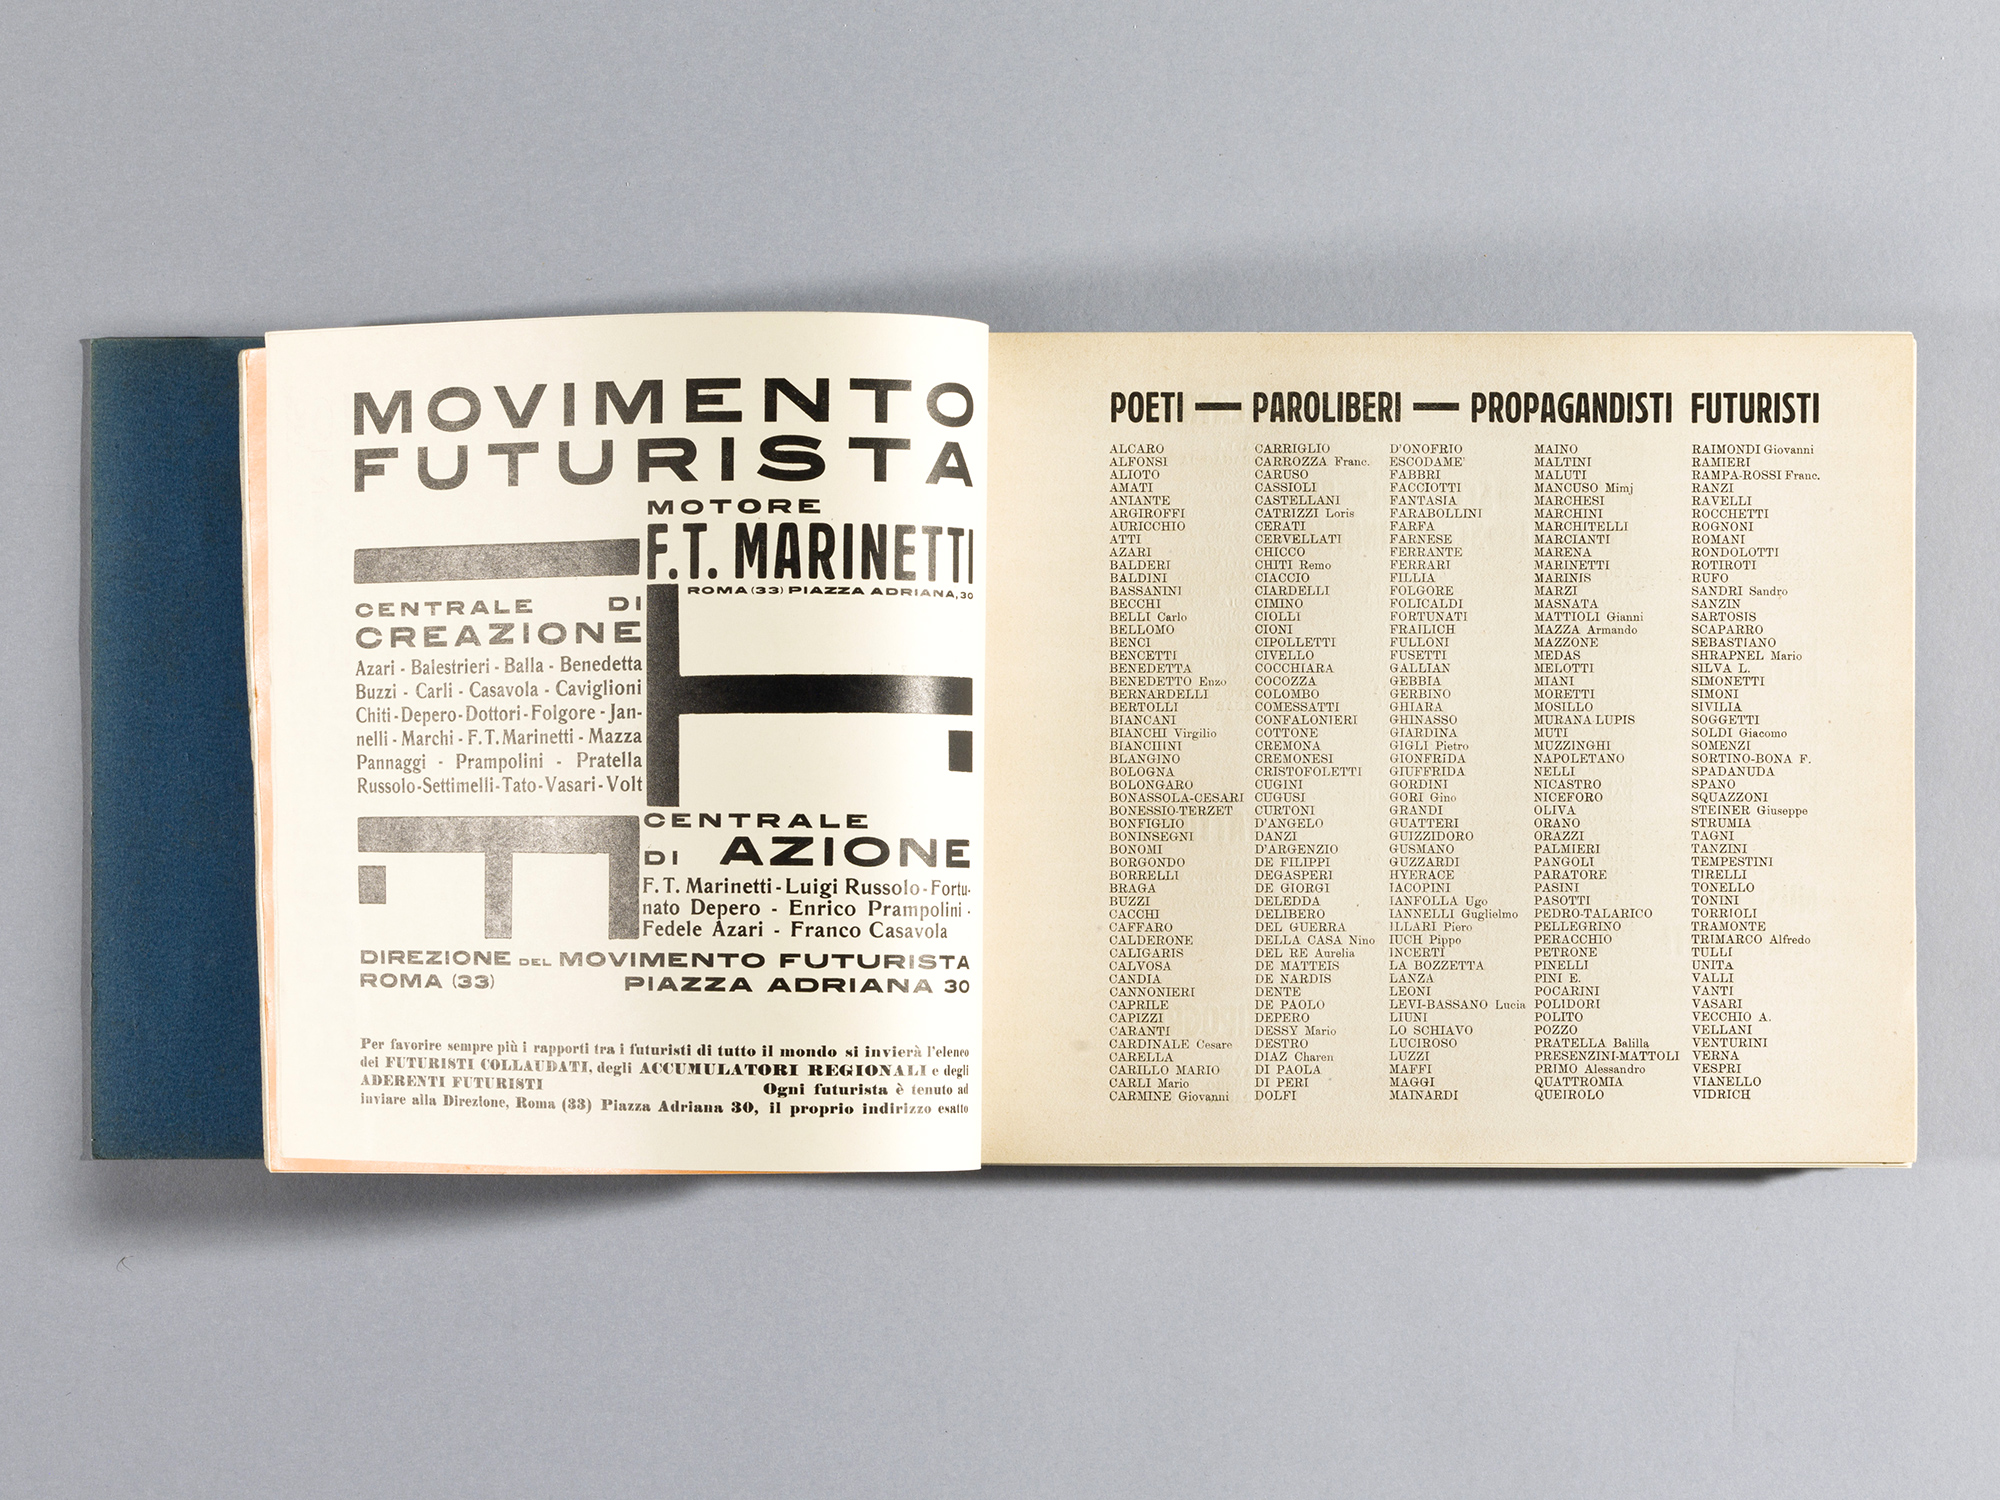 MOVIMENTO
FUTURISTA
MOTORE
F.T. MARINETTI
ROMA (33) PIAZZA ADRIANA, 30
CENTRALE DI
CREAZIONE
Azari - Balestrieri - Balla - Benedetta
Buzzi - Carli - Casavola - Caviglioni
Chiti - Depero - Dottori - Folgore - Jan-
nelli - Marchi - F. T. Marinetti - Mazza
Pannaggi - Prampolini - Pratella
Russolo - Settimelli - Tato - Vasari - Volt
CENTRALE
DI AZIONE
F. T. Marinetti - Luigi Russolo - Fortu-
nato Depero - Enrico Prampolini -
Fedele Azari - Franco Casavola
DIREZIONE DEL MOVIMENTO FUTURISTA
ROMA (33) PIAZZA ADRIANA 30
Per favorire sempre più i rapporti tra i futuristi di tutto il mondo si invierà l'elenco
dei FUTURISTI COLLAUDATI, degli ACCUMULATORI REGIONALI e degli
ADERENTI FUTURISTI Ogni futurista è tenuto ad
inviare alla Direzione, Roma (33) Piazza Adriana 30, il proprio indirizzo esatto
POETI — PAROLIBERI — PROPAGANDISTI FUTURISTI
ALCARO
ALFONSI
ALIOTO
AMATI
ANIANTE
ARGIROFFI
AURICCHIO
ATTI
AZARI
BALDERI
BALDINI
BASSANINI
BECCHI
BELLI Carlo
BELLOMO
BENCI
BENCETTI
BENEDETTA
BENEDETTO Enzo
BERNARDELLI
BERTOLLI
BIANCANI
BIANCHI Virgilio
BIANCHINI
BLANGINO
BOLOGNA
BOLONGARO
BONASSOLA-CESARI
BONESSIO-TERZET
BONFIGLIO
BONINSEGNI
BONOMI
BORGONDO
BORRELLI
BRAGA
BUZZI
CACCHI
CAFFARO
CALDERONE
CALIGARIS
CALVOSA
CANDIA
CANNONIERI
CAPRILE
CAPIZZI
CARANTI
CARDINALE Cesare
CARELLA
CARILLO MARIO
CARLI Mario
CARMINE Giovanni
CARRIGLIO
CARROZZA Franc.
CARUSO
CASSIOLI
CASTELLANI
CATRIZZI Loris
CERATI
CERVELLATI
CHICCO
CHITI Remo
CIACCIO
CIARDELLI
CIMINO
CIOLLI
CIONI
CIPOLLETTI
CIVELLO
COCCHIARA
COCOZZA
COLOMBO
COMESSATTI
CONFALONIERI
COTTONE
CREMONA
CREMONESI
CRISTOFOLETTI
CUGINI
CUGUSI
CURTONI
D'ANGELO
DANZI
D'ARGENZIO
DE FILIPPI
DEGASPERI
DE GIORGI
DELEDDA
DELIBERO
DEL GUERRA
DELLA CASA Nino
DEL RE Aurelia
DE MATTEIS
DE NARDIS
DENTE
DE PAOLO
DEPERO
DESSY Mario
DESTRO
DIAZ Charen
DI PAOLA
DI PERI
DOLFI
D'ONOFRIO
ESCODAME'
FABBRI
FACCIOTTI
FANTASIA
FARABOLLINI
FARFA
FARNESE
FERRANTE
FERRARI
FILLIA
FOLGORE
FOLICALDI
FORTUNATI
FRAILICH
FULLONI
FUSETTI
GALLIAN
GEBBIA
GERBINO
GHIARA
GHINASSO
GIARDINA
GIGLI Pietro
GIONFRiDA
GIUFFRIDA
GORDINI
GORI Gino
GRANDI
GUATTERI
GUIZZIDORO
GUSMANO
GUZZARDI
HYERACE
IACOPINI
IANFOLLA Ugo
IANNELLI Guglielmo
ILLARI Piero
IUCH Pippo
INCERTI
LA BOZZETTA
LANZA
LEONI
LEVI-BASSANO Lucia
LIUNI
LO SCHIAVO
LUCIROSO
LUZZI
MAFFI
MAGGI
MAINARDI
MAINO
MALTINI
MALUTI
MANCUSO Mimj
MARCHESI
MARCHINI
MARCHITELLI
MARCIANTI
MARENA
MARINETTI
MARINIS
MARZI
MASNATA
MATTIOLI Gianni
MAZZA Armando
MAZZONE
MEDAS
MELOTTI
MIANI
MORETTI
MOSILLO
MURANA LUPIS
MUTI
MUZZINGHI
NAPOLETANO
NELLI
NICASTRO
NICEFORO
OLIVA
ORANO
ORAZZI
PALMIERI
PANGOLI
PARATORE
PASINI
PASOTTI
PEDRO-TALARICO
PELLEGRINO
PERACCHIO
PETRONE
PINELLI
PINI E.
POCARINI
POLIDORI
POLITO
POZZO
PRATELLA Balilla
PRESENZINI-MATTOLI
PRIMO Alessandro
QUATTROMIA
QUEIROLO
RAIMONDI Giovanni
RAMIERI
RAMPA-ROSSI Franc.
RANZI
RAVELLI
ROCCHETTI
ROGNONI
ROMANI
RONDOLOTTI
ROTIROTI
RUFO
SANDRI Sandro
SANZIN
SARTOSIS
SCAPARRO
SEBASTIANO
SHRAPNEL Mario
SILVA L.
SIMONETTI
SIMONI
SIVILIA
SOGGETTI
SOLDI Giacomo
SOMENZI
SORTINO-BONA F.
SPADANUDA
SPANO
SQUAZZONI
STEINER Giuseppe
STRUMIA
TAGNI
TANZINI
TEMPESTINI
TIRELLI
TONELLO
TONINI
TORRIOLI
TRAMONTE
TRIMARCO Alfredo
TULLI
UNITA
VALLI
VANTI
VASARI
VECCHIO A.
VELLANI
VENTURINI
VERNA
VESPRI
VIANELLO
VIDRICH